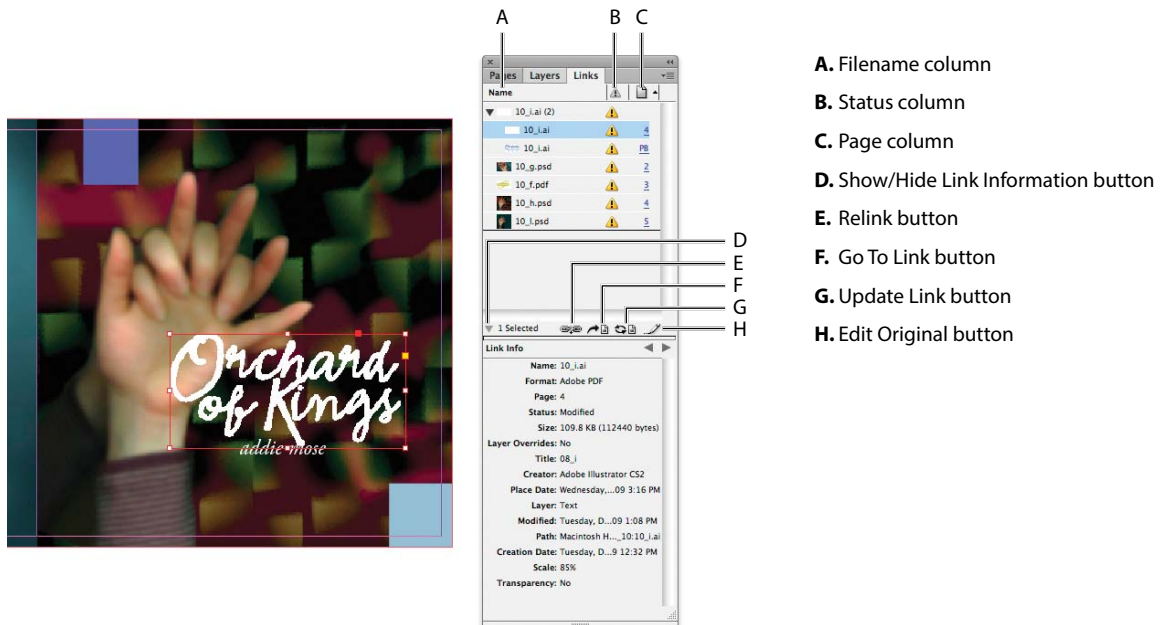 A B C
Pages Layers Links
Name
10_i.ai (2)
10_i.ai 4
10_i.ai PB
10_g.psd 2
10_f.pdf 3
10_h.psd 4
10_l.psd 5
D
E
F
G
1 Selected
H
Link Info
Name: 10_i.ai
Format: Adobe PDF
Page: 4
Status: Modified
Size: 109.8 KB (112440 bytes)
Layer Overrides: No
Title: 08_i
Creator: Adobe Illustrator CS2
Place Date: Wednesday,...09 3:16 PM
Layer: Text
Modified: Tuesday, D...09 1:08 PM
Path: Macintosh H..._10:10_i.ai
Creation Date: Tuesday, D...9 12:32 PM
Scale: 85%
Transparency: No
Orchard
of Kings
addie mose
A. Filename column
B. Status column
C. Page column
D. Show/Hide Link Information button
E. Relink button
F. Go To Link button
G. Update Link button
H. Edit Original button